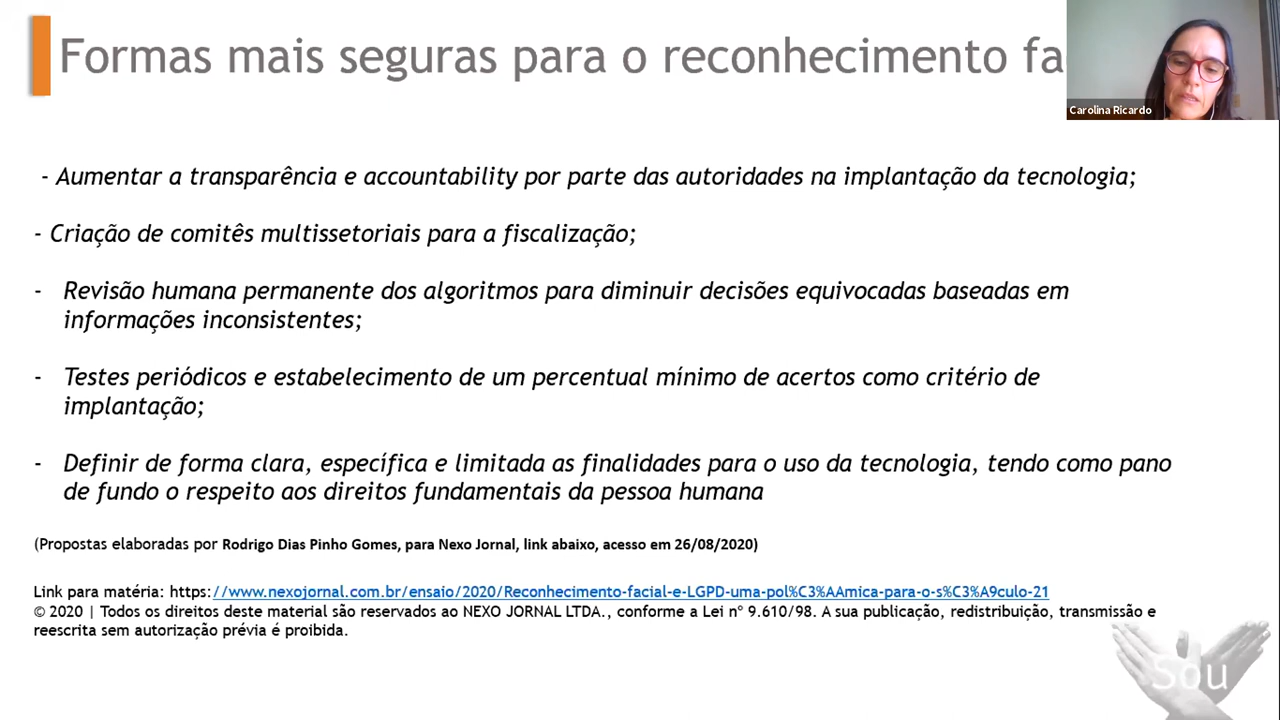 Formas mais seguras para o reconhecimento fa
Carolina Ricardo
- Aumentar a transparência e accountability por parte das autoridades na implantação da tecnologia;
- Criação de comitês multissetoriais para a fiscalização;
- Revisão humana permanente dos algoritmos para diminuir decisões equivocadas baseadas em
informações inconsistentes;
- Testes periódicos e estabelecimento de um percentual mínimo de acertos como critério de
implantação;
- Definir de forma clara, específica e limitada as finalidades para o uso da tecnologia, tendo como pano
de fundo o respeito aos direitos fundamentais da pessoa humana
(Propostas elaboradas por Rodrigo Dias Pinho Gomes, para Nexo Jornal, link abaixo, acesso em 26/08/2020)
Link para matéria: https://www.nexojornal.com.br/ensaio/2020/Reconhecimento-facial-e-LGPD-uma-pol%C3%AAmica-para-o-s%C3%A9culo-21
© 2020 | Todos os direitos deste material são reservados ao NEXO JORNAL LTDA., conforme a Lei nº 9.610/98. A sua publicação, redistribuição, transmissão e
reescrita sem autorização prévia é proibida.
Sou